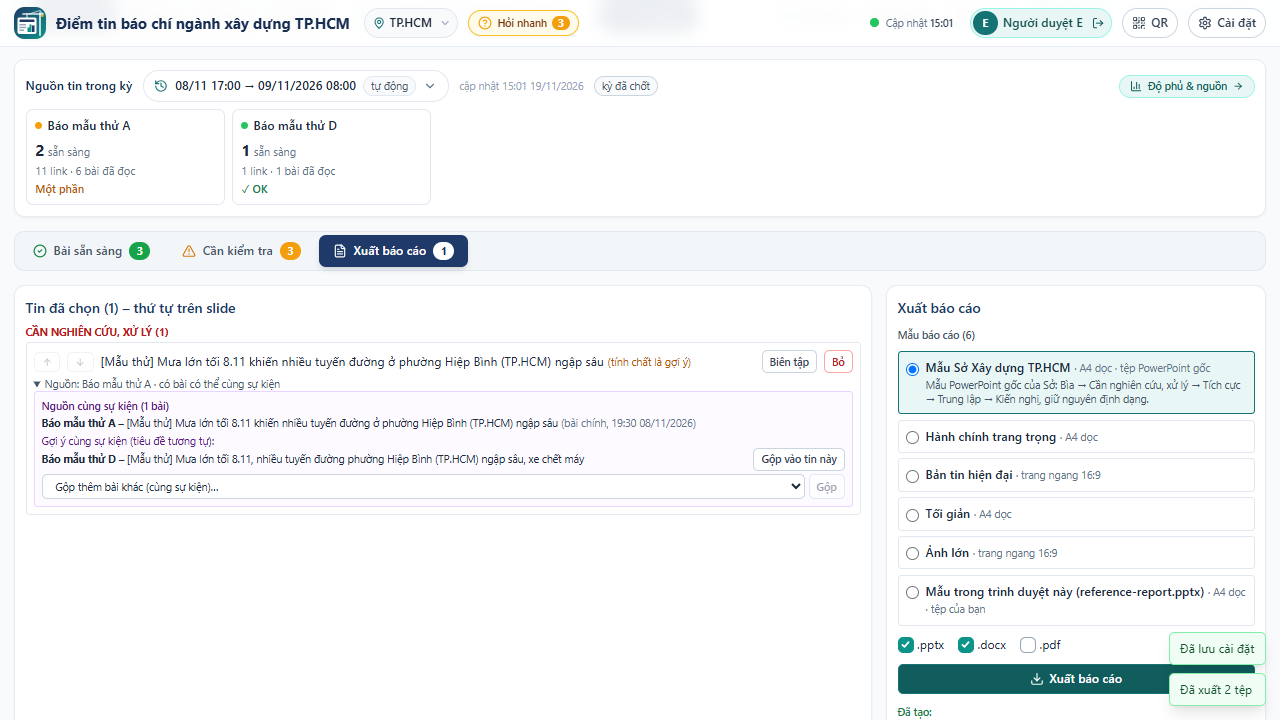 Điểm tin báo chí ngành xây dựng TP.HCM
TP.HCM
Hỏi nhanh 3
Cập nhật 15:01
E Người duyệt E
QR
Cài đặt
Nguồn tin trong kỳ
08/11 17:00 → 09/11/2026 08:00 tự động
cập nhật 15:01 19/11/2026
kỳ đã chốt
Độ phủ & nguồn →
Báo mẫu thử A
2 sẵn sàng
11 link · 6 bài đã đọc
Một phần
Báo mẫu thử D
1 sẵn sàng
1 link · 1 bài đã đọc
✓ OK
Bài sẵn sàng 3
Cần kiểm tra 3
Xuất báo cáo 1
Tin đã chọn (1) – thứ tự trên slide
CẦN NGHIÊN CỨU, XỬ LÝ (1)
↑ ↓ [Mẫu thử] Mưa lớn tối 8.11 khiến nhiều tuyến đường ở phường Hiệp Bình (TP.HCM) ngập sâu (tính chất là gợi ý)
Biên tập
Bỏ
▼ Nguồn: Báo mẫu thử A · có bài có thể cùng sự kiện
Nguồn cùng sự kiện (1 bài)
Báo mẫu thử A – [Mẫu thử] Mưa lớn tối 8.11 khiến nhiều tuyến đường ở phường Hiệp Bình (TP.HCM) ngập sâu (bài chính, 19:30 08/11/2026)
Gợi ý cùng sự kiện (tiêu đề tương tự):
Báo mẫu thử D – [Mẫu thử] Mưa lớn tối 8.11, nhiều tuyến đường phường Hiệp Bình (TP.HCM) ngập sâu, xe chết máy
Gộp vào tin này
Gộp thêm bài khác (cùng sự kiện)...
Gộp
Xuất báo cáo
Mẫu báo cáo (6)
Mẫu Sở Xây dựng TP.HCM · A4 dọc · tệp PowerPoint gốc
Mẫu PowerPoint gốc của Sở: Bìa → Cần nghiên cứu, xử lý → Tích cực
→ Trung lập → Kiến nghị, giữ nguyên định dạng.
Hành chính trang trọng · A4 dọc
Bản tin hiện đại · trang ngang 16:9
Tối giản · A4 dọc
Ảnh lớn · trang ngang 16:9
Mẫu trong trình duyệt này (reference-report.pptx) · A4 dọc
· tệp của bạn
.pptx
.docx
.pdf
Đã lưu cài đặt
Xuất báo cáo
Đã xuất 2 tệp
Đã tạo: